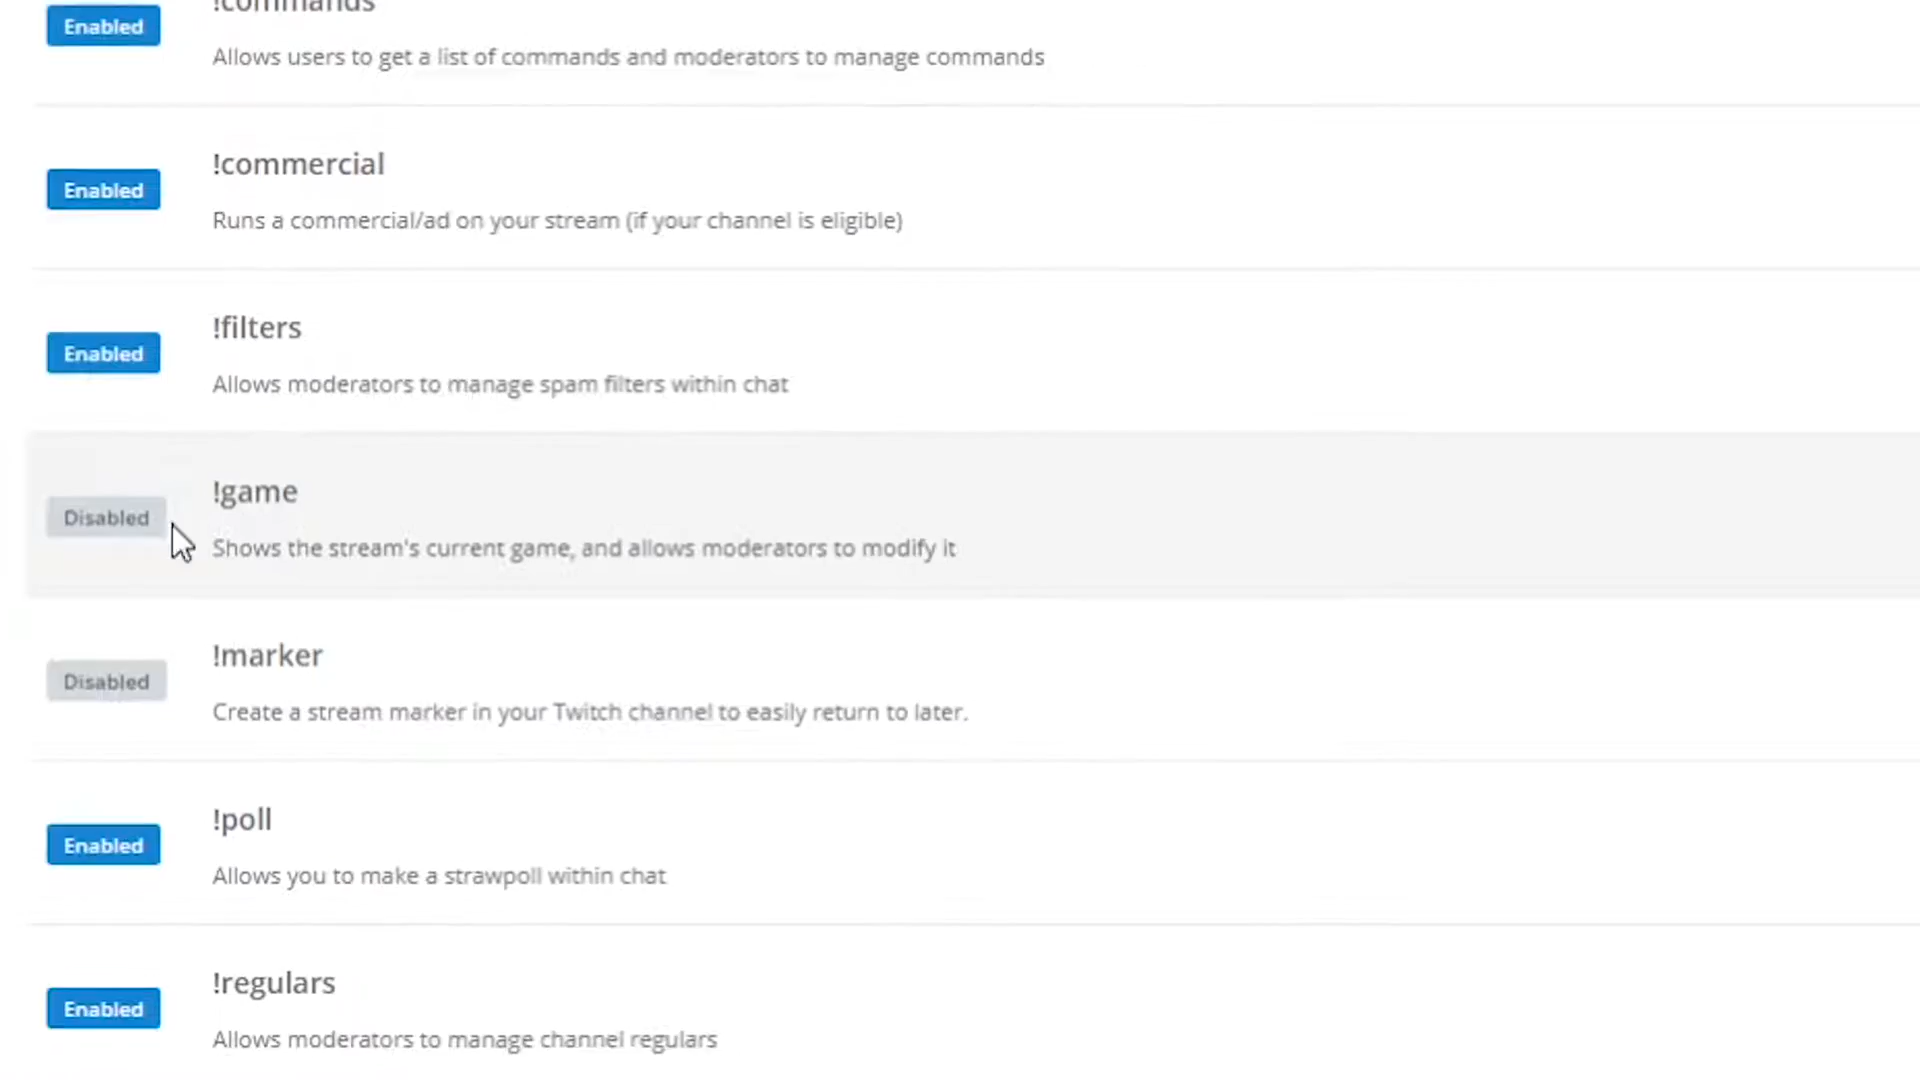 !commands
Enabled
Allows users to get a list of commands and moderators to manage commands
!commercial
Enabled
Runs a commercial/ad on your stream (if your channel is eligible)
!filters
Enabled
Allows moderators to manage spam filters within chat
!game
Disabled
Shows the stream's current game, and allows moderators to modify it
!marker
Disabled
Create a stream marker in your Twitch channel to easily return to later.
!poll
Enabled
Allows you to make a strawpoll within chat
!regulars
Enabled
Allows moderators to manage channel regulars